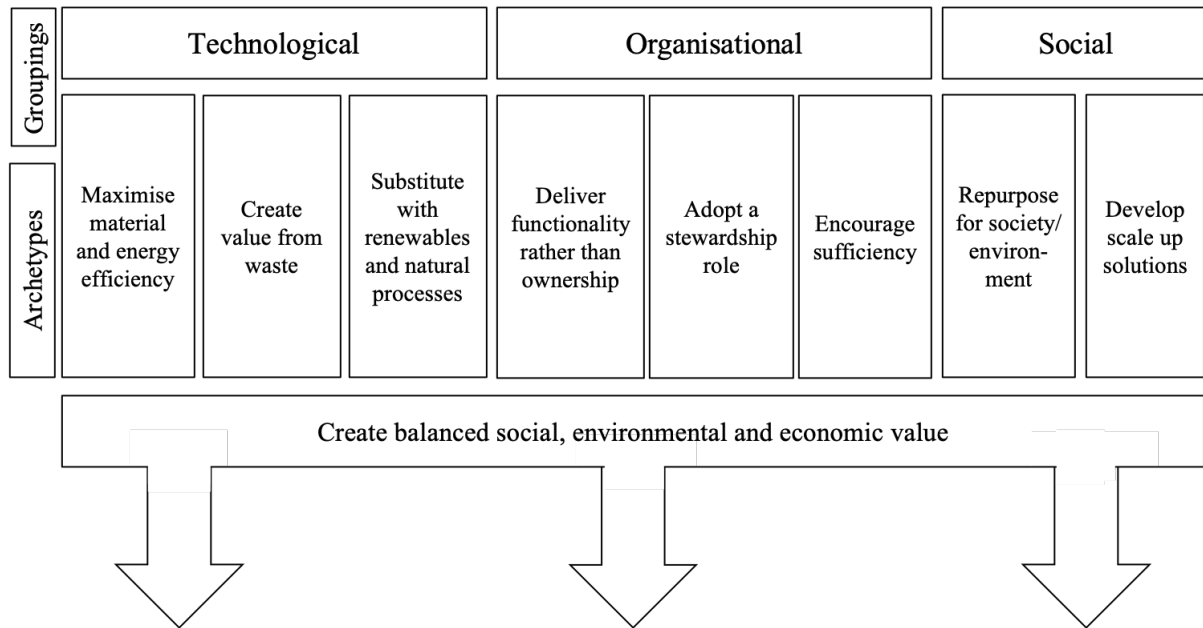 Groupings
Technological
Organisational
Social
Archetypes
Maximise
material
and energy
efficiency
Create
value from
waste
Substitute
with
renewables
and natural
processes
Deliver
functionality
rather than
ownership
Adopt a
stewardship
role
Encourage
sufficiency
Repurpose
for society/
environ-
ment
Develop
scale up
solutions
Create balanced social, environmental and economic value